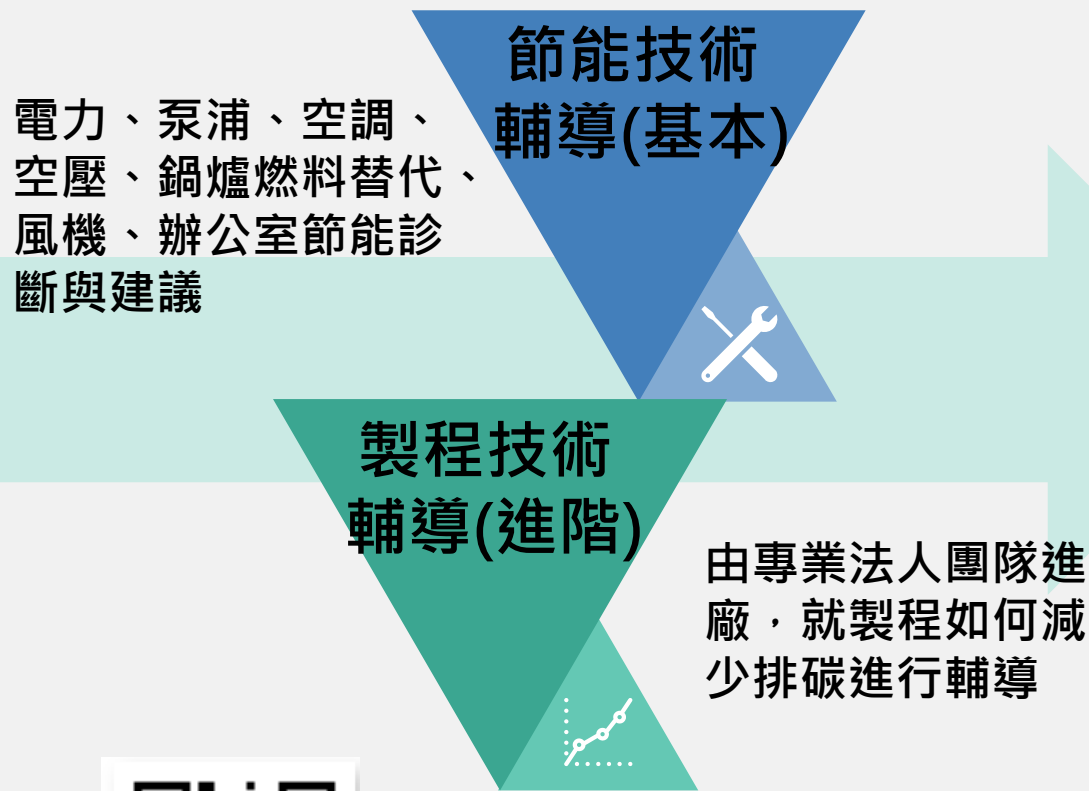 節能技術
輔導(基本)
電力、泵浦、空調、
空壓、鍋爐燃料替代、
風機、辦公室節能診
斷與建議
製程技術
輔導(進階)
由專業法人團隊進
廠，就製程如何減
少排碳進行輔導